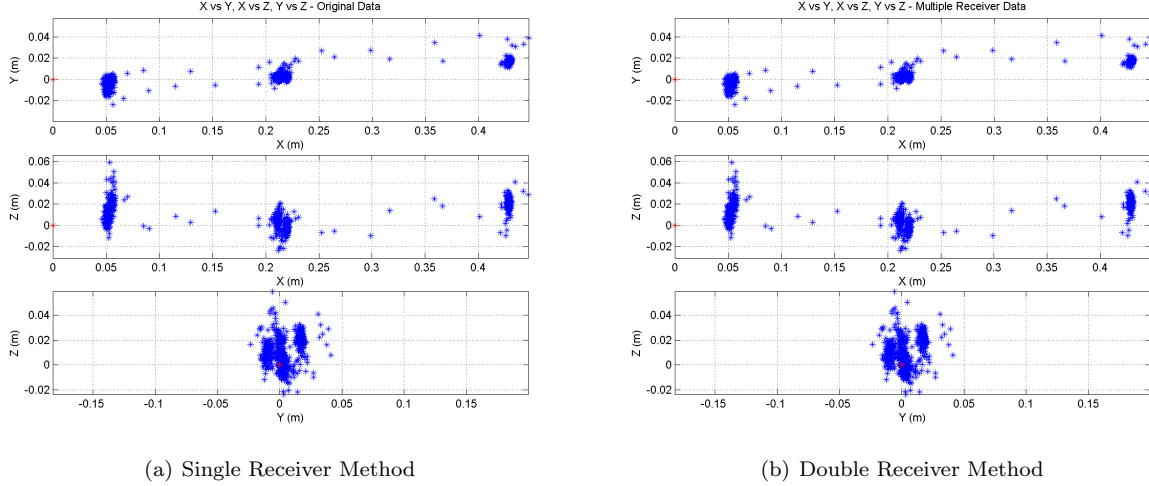 X vs Y, X vs Z, Y vs Z - Original Data
0.04
0.02
0
-0.02
Y (m)
0 0.05 0.1 0.15 0.2 0.25 0.3 0.35 0.4
X (m)
0.06
0.04
0.02
0
-0.02
Z (m)
0 0.05 0.1 0.15 0.2 0.25 0.3 0.35 0.4
X (m)
0.04
0.02
0
-0.02
Z (m)
-0.15 -0.1 -0.05 0 0.05 0.1 0.15
Y (m)
(a) Single Receiver Method
X vs Y, X vs Z, Y vs Z - Multiple Receiver Data
0.04
0.02
0
-0.02
Y (m)
0 0.05 0.1 0.15 0.2 0.25 0.3 0.35 0.4
X (m)
0.06
0.04
0.02
0
-0.02
Z (m)
0 0.05 0.1 0.15 0.2 0.25 0.3 0.35 0.4
X (m)
0.04
0.02
0
-0.02
Z (m)
-0.15 -0.1 -0.05 0 0.05 0.1 0.15
Y (m)
(b) Double Receiver Method